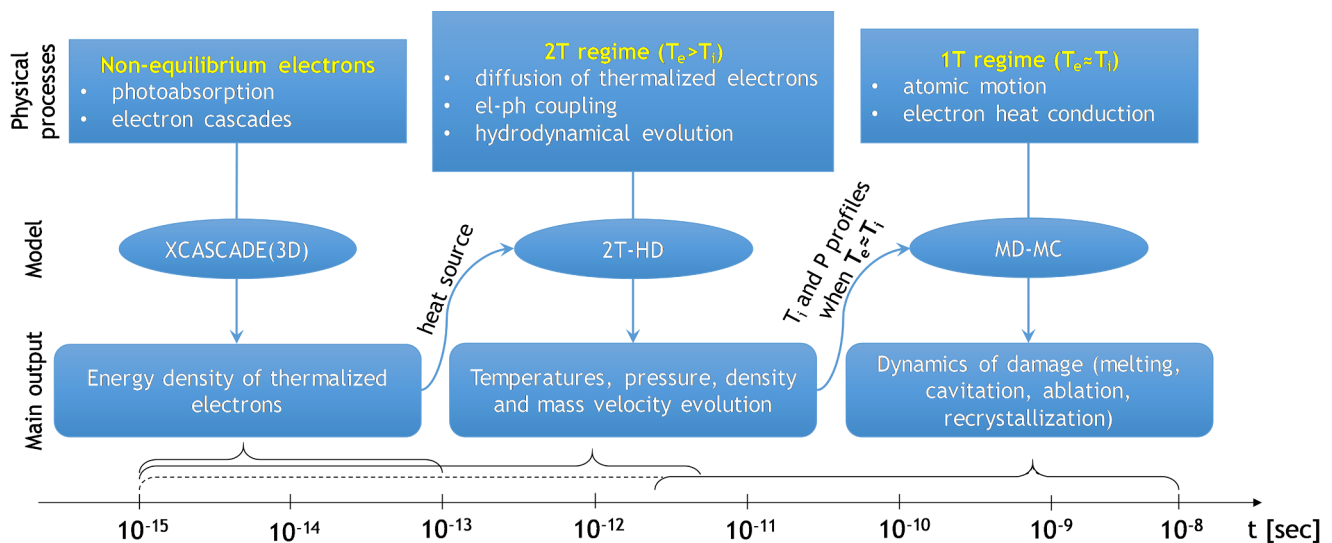 Physical
processes
Non-equilibrium electrons
• photoabsorption
• electron cascades
2T regime (Te>Ti)
• diffusion of thermalized electrons
• el-ph coupling
• hydrodynamical evolution
1T regime (Te≈Ti)
• atomic motion
• electron heat conduction
Model
XCASCADE(3D)
heat source
2T-HD
Ti and P profiles
when Te≈Ti
MD-MC
Main output
Energy density of thermalized
electrons
Temperatures, pressure, density
and mass velocity evolution
Dynamics of damage (melting,
cavitation, ablation,
recrystallization)
10-15 10-14 10-13 10-12 10-11 10-10 10-9 10-8 t [sec]